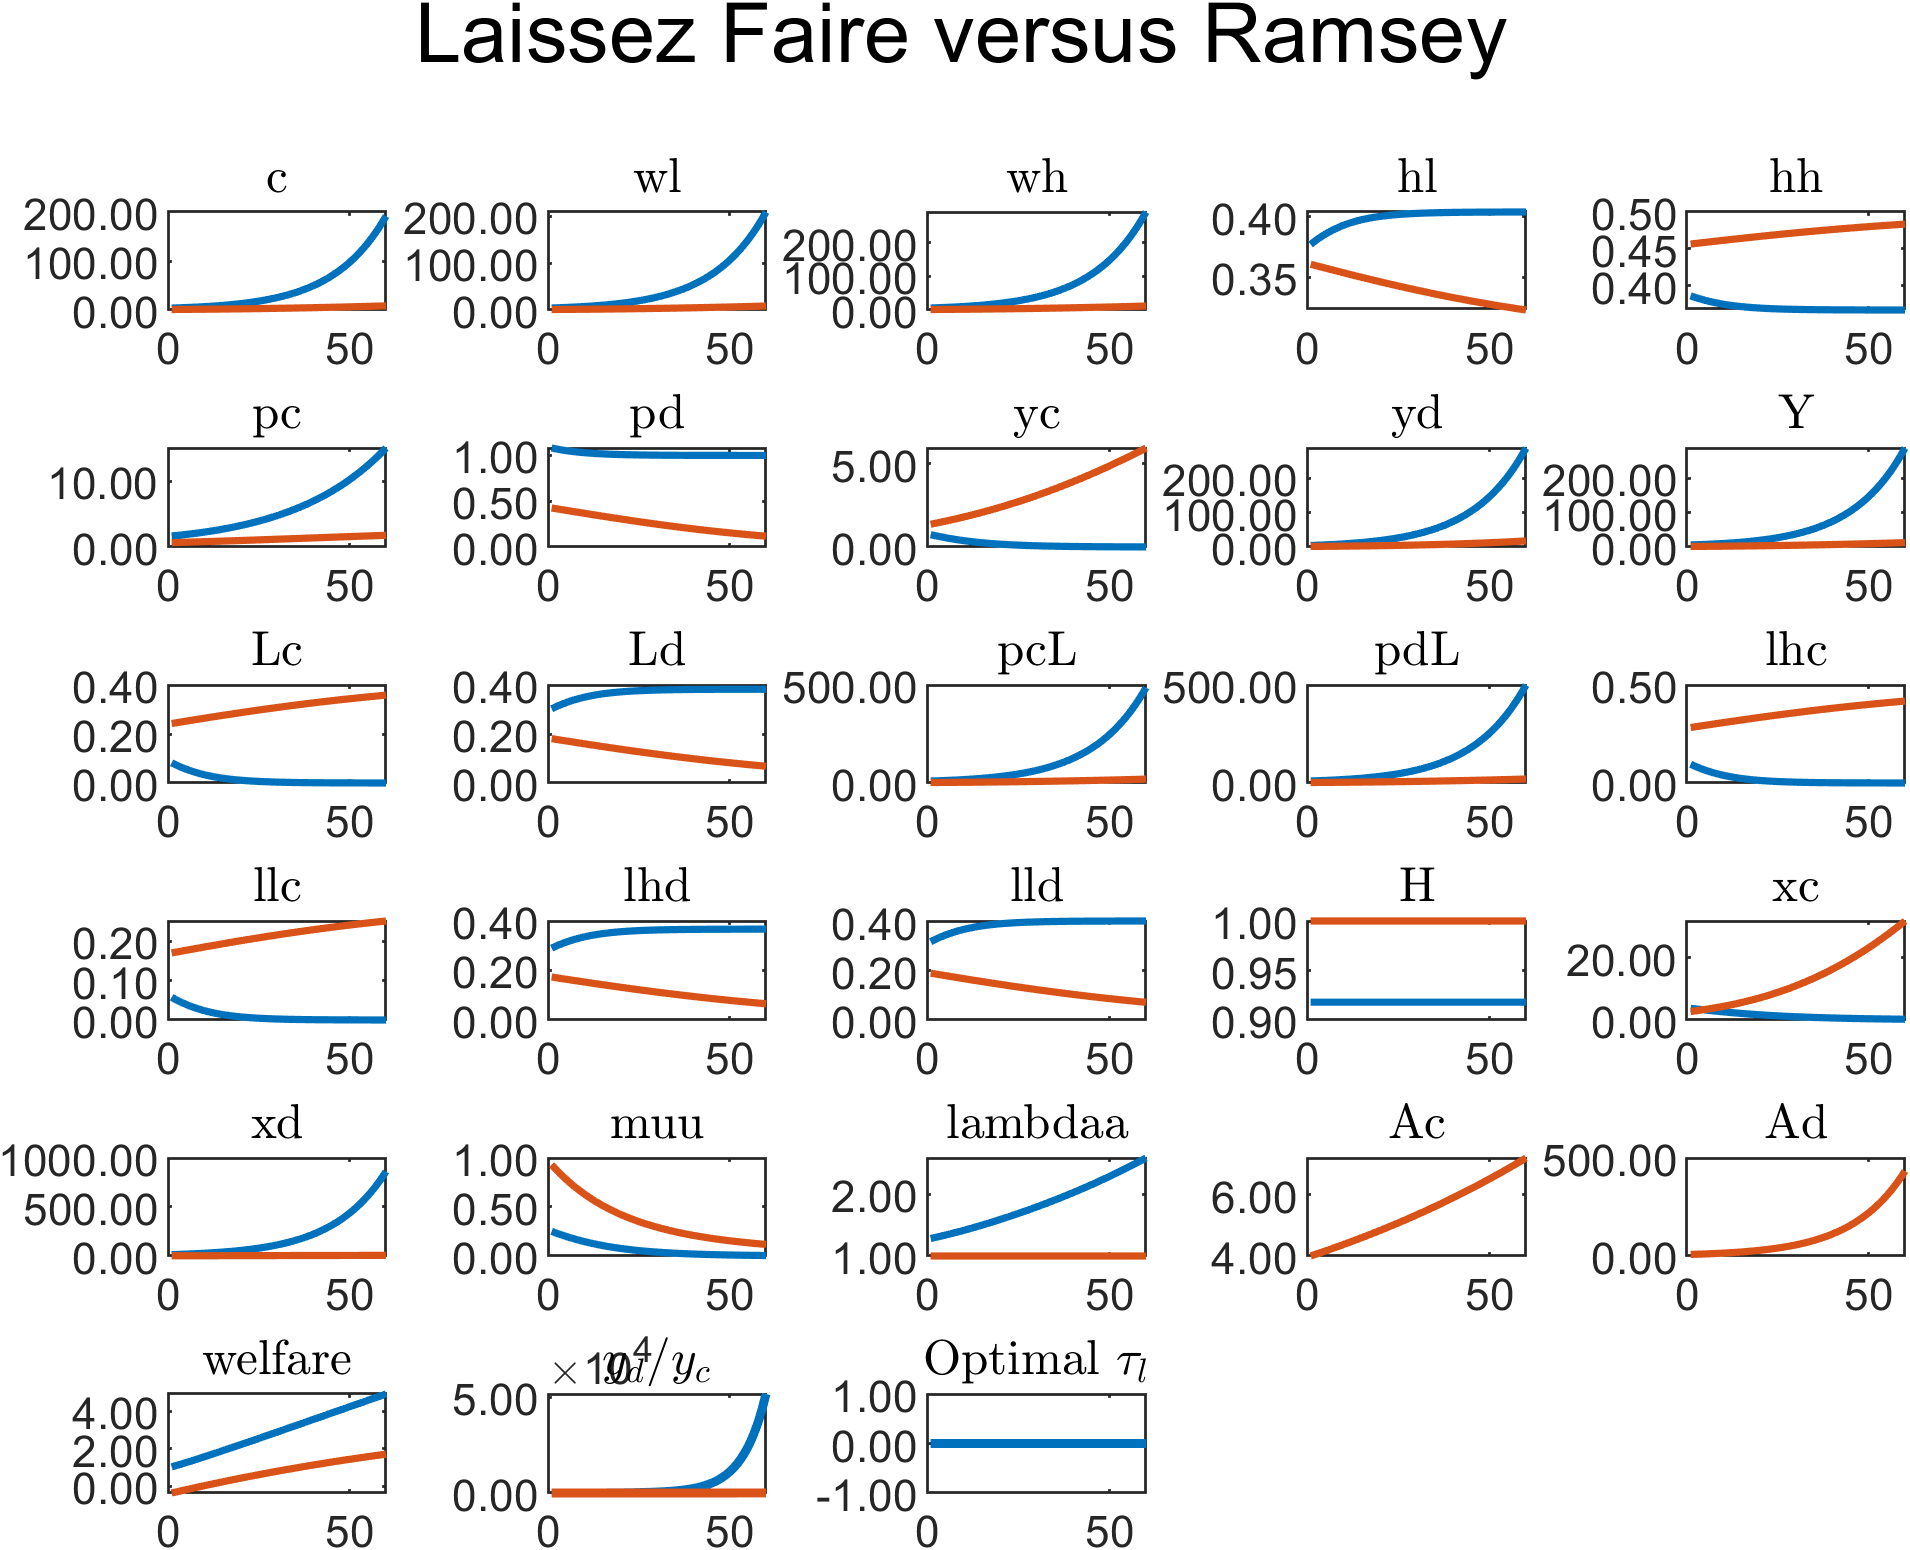 Laissez Faire versus Ramsey
c wl wh hl hh
200.00 200.00 200.00 0.40 0.50
100.00 100.00 100.00 0.35 0.45
0.00 0.00 0.00 0.40
0 50 0 50 0 50 0 50 0 50
pc pd yc yd Y
10.00 1.00 5.00 200.00 200.00
0.50 100.00 100.00
0.00 0.00 0.00 0.00 0.00
0 50 0 50 0 50 0 50 0 50
Lc Ld pcL pdL lhc
0.40 0.40 500.00 500.00 0.50
0.20 0.20
0.00 0.00 0.00 0.00 0.00
0 50 0 50 0 50 0 50 0 50
llc lhd lld H xc
0.20 0.40 0.40 1.00 20.00
0.10 0.20 0.20 0.95
0.00 0.00 0.00 0.90 0.00
0 50 0 50 0 50 0 50 0 50
xd muu lambdaa Ac Ad
1000.00 1.00 2.00 6.00 500.00
500.00 0.50
0.00 0.00 1.00 4.00 0.00
0 50 0 50 0 50 0 50 0 50
welfare y_d/y_c Optimal τ_l
×10^4
4.00 5.00 1.00
2.00 0.00
0.00 0.00 -1.00
0 50 0 50 0 50